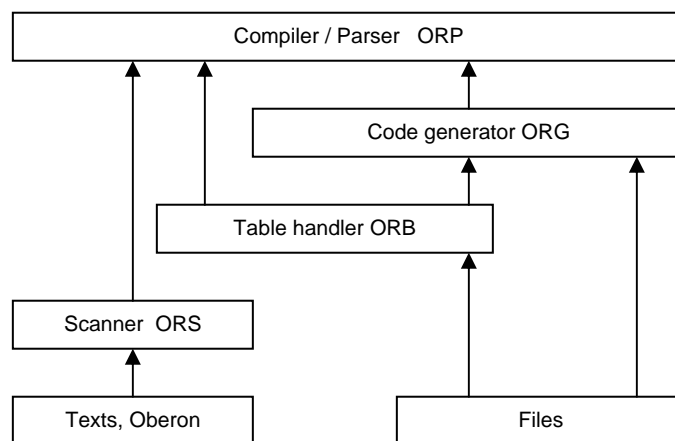 Compiler / Parser ORP
Code generator ORG
Table handler ORB
Scanner ORS
Texts, Oberon
Files